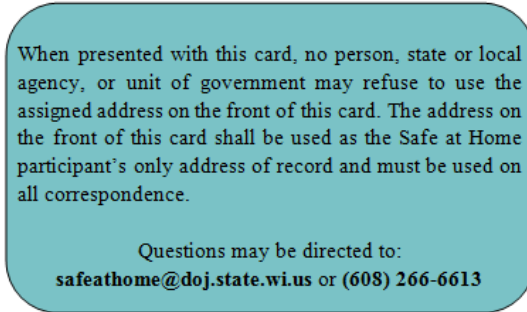 When presented with this card, no person, state or local
agency, or unit of government may refuse to use the
assigned address on the front of this card. The address on
the front of this card shall be used as the Safe at Home
participant’s only address of record and must be used on
all correspondence.
Questions may be directed to:
safeathome@doj.state.wi.us or (608) 266-6613